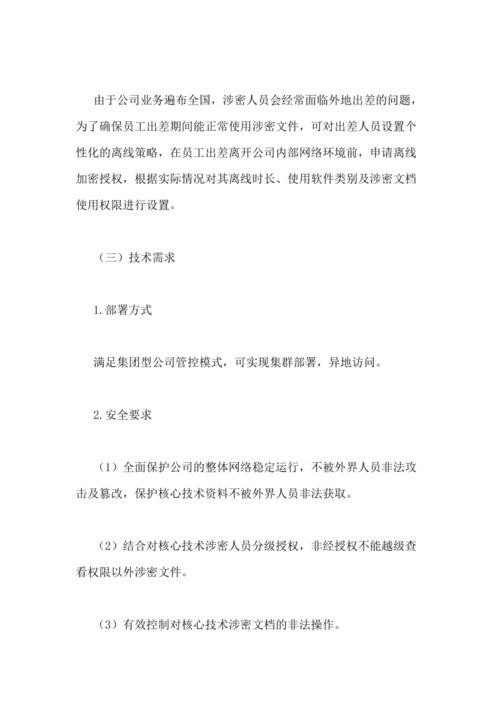 由于公司业务遍布全国，涉密人员会经常面临外地出差的问题，
为了确保员工出差期间能正常使用涉密文件，可对出差人员设置个
性化的离线策略，在员工出差离开公司内部网络环境前，申请离线
加密授权，根据实际情况对其离线时长、使用软件类别及涉密文档
使用权限进行设置。
（三）技术需求
1.部署方式
满足集团型公司管控模式，可实现集群部署，异地访问。
2.安全要求
（1）全面保护公司的整体网络稳定运行，不被外界人员非法攻
击及篡改，保护核心技术资料不被外界人员非法获取。
（2）结合对核心技术涉密人员分级授权，非经授权不能越级查
看权限以外涉密文件。
（3）有效控制对核心技术涉密文档的非法操作。